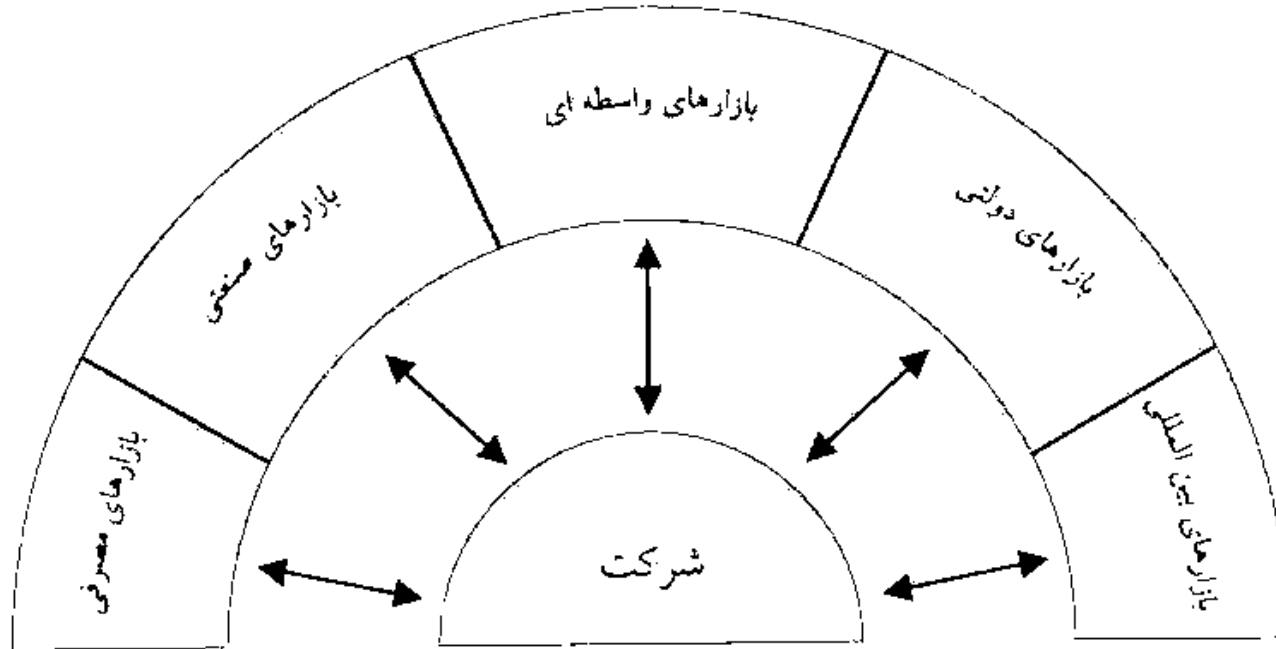 بازارهای واسطه ای
بازارهای دولتی
بازارهای صنعتی
بازارهای بین المللی
بازارهای مصرفی
شرکت